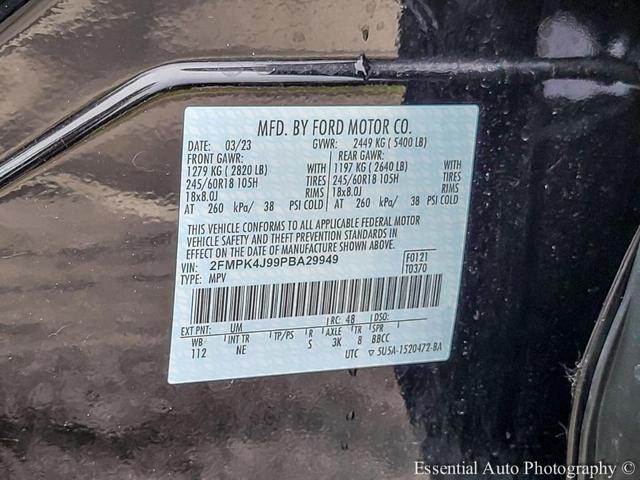 MFD. BY FORD MOTOR CO.
DATE: 03/23 GVWR: 2449 KG ( 5400 LB)
FRONT GAWR: REAR GAWR:
1279 KG ( 2820 LB) WITH 1197 KG ( 2640 LB) WITH
245/60R18 105H TIRES 245/60R18 105H TIRES
18x8.0J RIMS 18x8.0J RIMS
AT 260 kPa/ 38 PSI COLD AT 260 kPa/ 38 PSI COLD
THIS VEHICLE CONFORMS TO ALL APPLICABLE FEDERAL MOTOR
VEHICLE SAFETY AND THEFT PREVENTION STANDARDS IN
EFFECT ON THE DATE OF MANUFACTURE SHOWN ABOVE.
VIN: 2FMPK4J99PBA29949 F0121
TYPE: MPV T0370
EXT PNT: UM RC: 48 DSO:
WB INT TR TP/PS R AXLE TR SPR
112 NE S 3K 8 BBCC
UTC ▽ 5U5A-1520472-BA
Essential Auto Photography ©